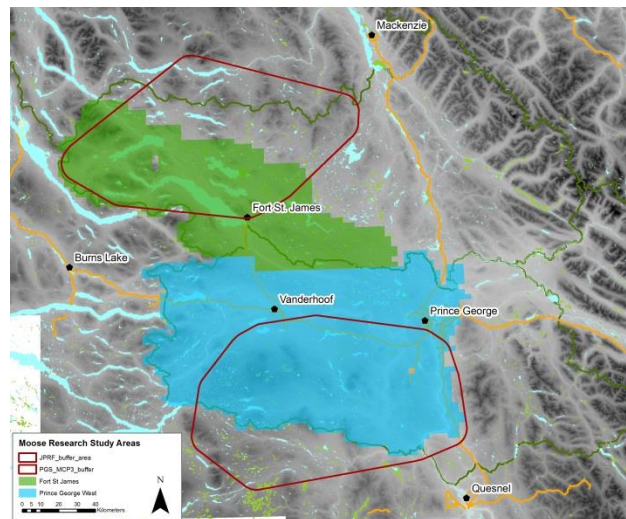 Mackenzie
Fort St. James
Burns Lake
Vanderhoof
Prince George
Quesnel
Moose Research Study Areas
JPRF_buffer_area
PGS_MCP3_buffer
Fort St James
Prince George West
0 5 10 20 30 40
Kilometers
N